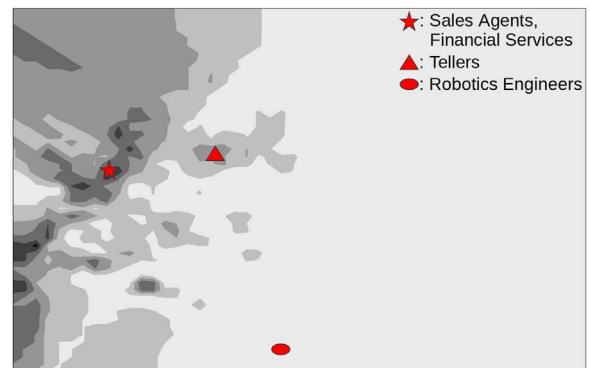 : Sales Agents,
Financial Services
: Tellers
: Robotics Engineers